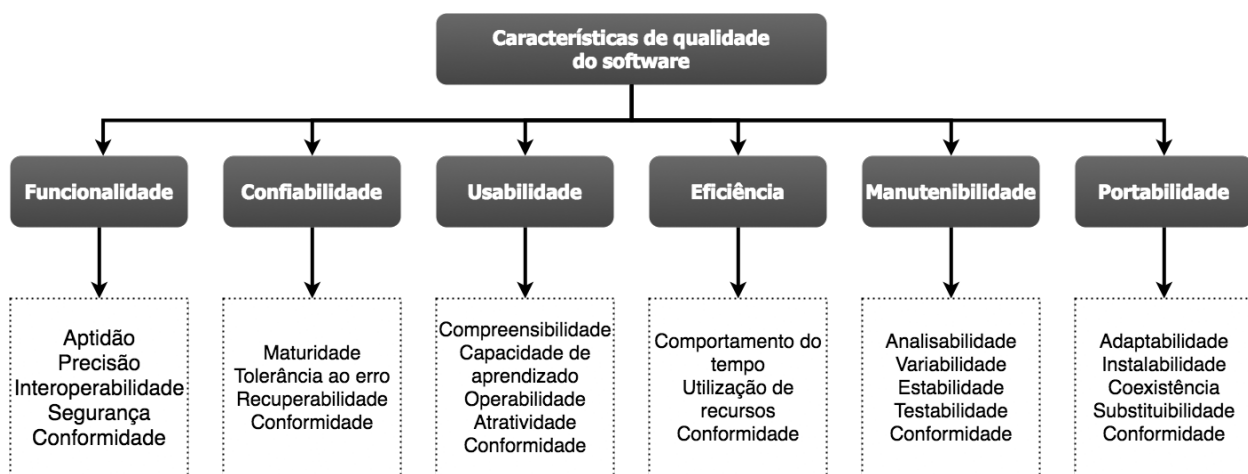 Características de qualidade
do software
Funcionalidade
Confiabilidade
Usabilidade
Eficiência
Manutenibilidade
Portabilidade
Aptidão
Precisão
Interoperabilidade
Segurança
Conformidade
Maturidade
Tolerância ao erro
Recuperabilidade
Conformidade
Compreensibilidade
Capacidade de
aprendizado
Operabilidade
Atratividade
Conformidade
Comportamento do
tempo
Utilização de
recursos
Conformidade
Analisabilidade
Variabilidade
Estabilidade
Testabilidade
Conformidade
Adaptabilidade
Instalabilidade
Coexistência
Substituibilidade
Conformidade